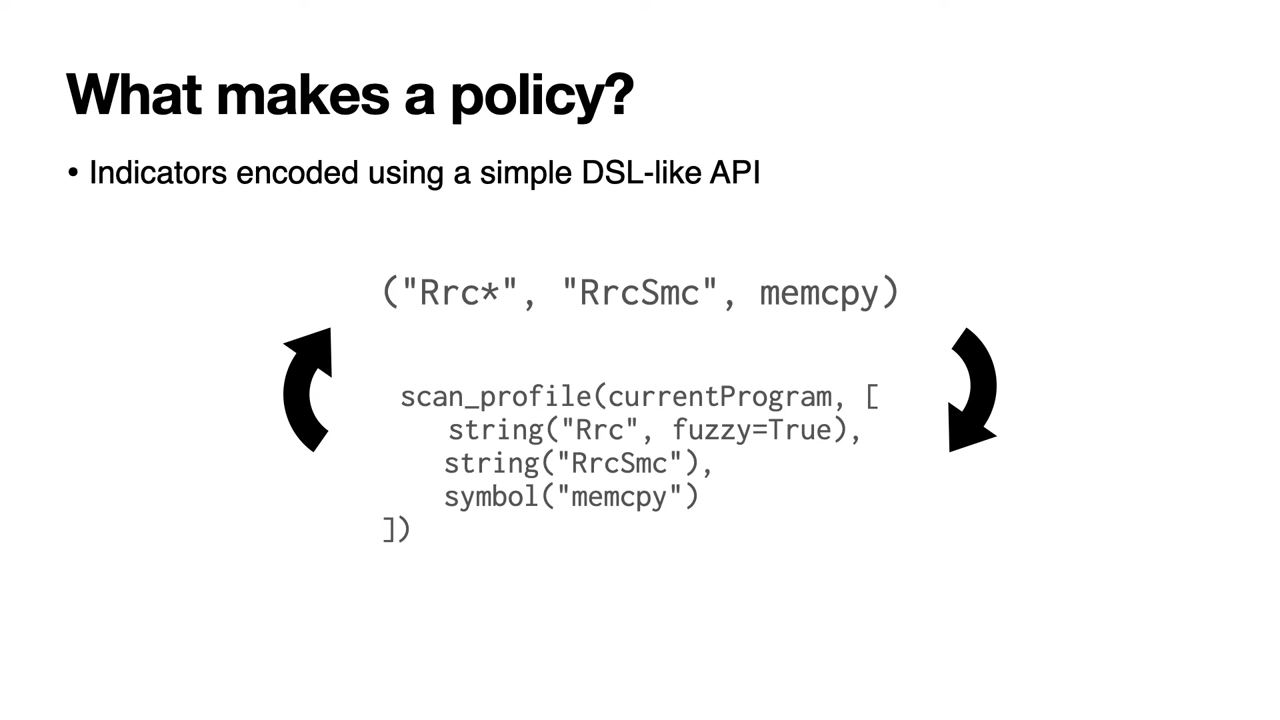 What makes a policy?
• Indicators encoded using a simple DSL-like API
("Rrc*", "RrcSmc", memcpy)
scan_profile(currentProgram, [
string("Rrc", fuzzy=True),
string("RrcSmc"),
symbol("memcpy")
])